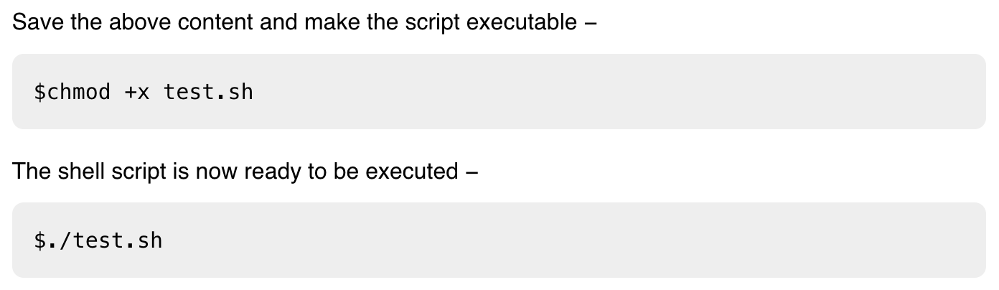 Save the above content and make the script executable −
$chmod +x test.sh
The shell script is now ready to be executed −
$./test.sh